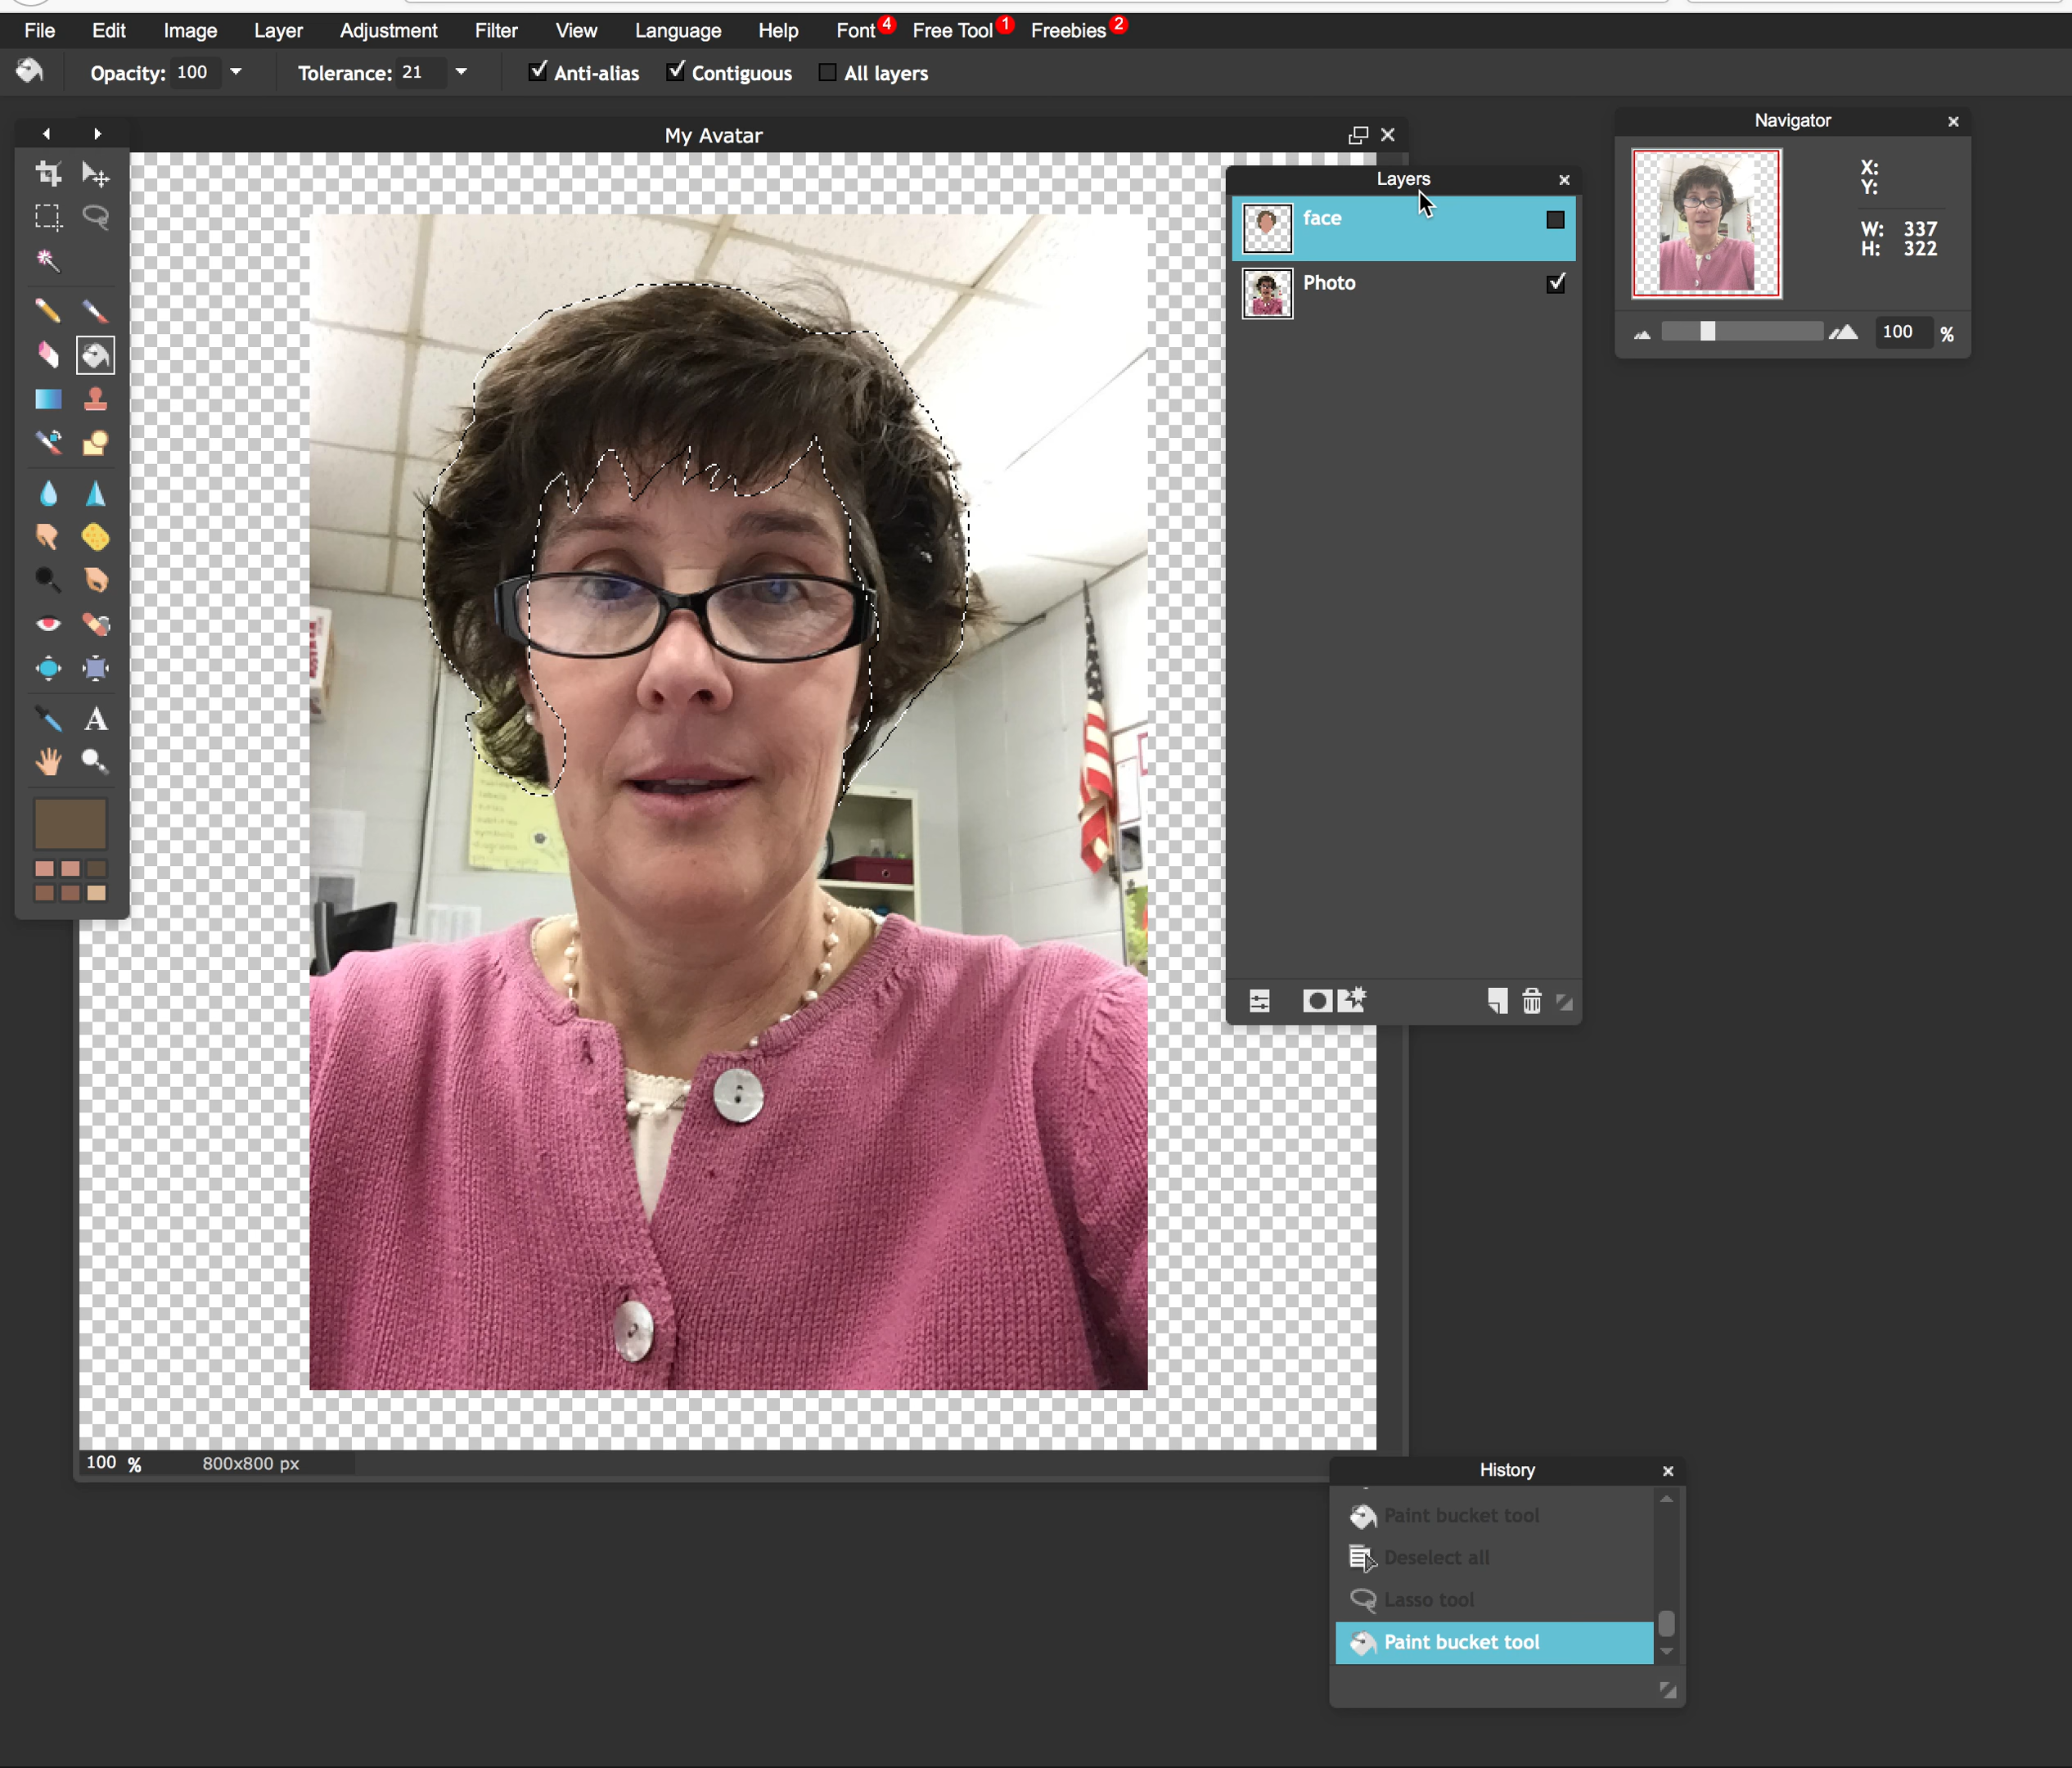 File Edit Image Layer Adjustment Filter View Language Help Font 4 Free Tool 1 Freebies 2
Opacity: 100 Tolerance: 21 Anti-alias Contiguous All layers
My Avatar
Navigator
X:
Y:
W: 337
H: 322
100 %
Layers
face
Photo
A
100 % 800x800 px
History
Paint bucket tool
Deselect all
Lasso tool
Paint bucket tool